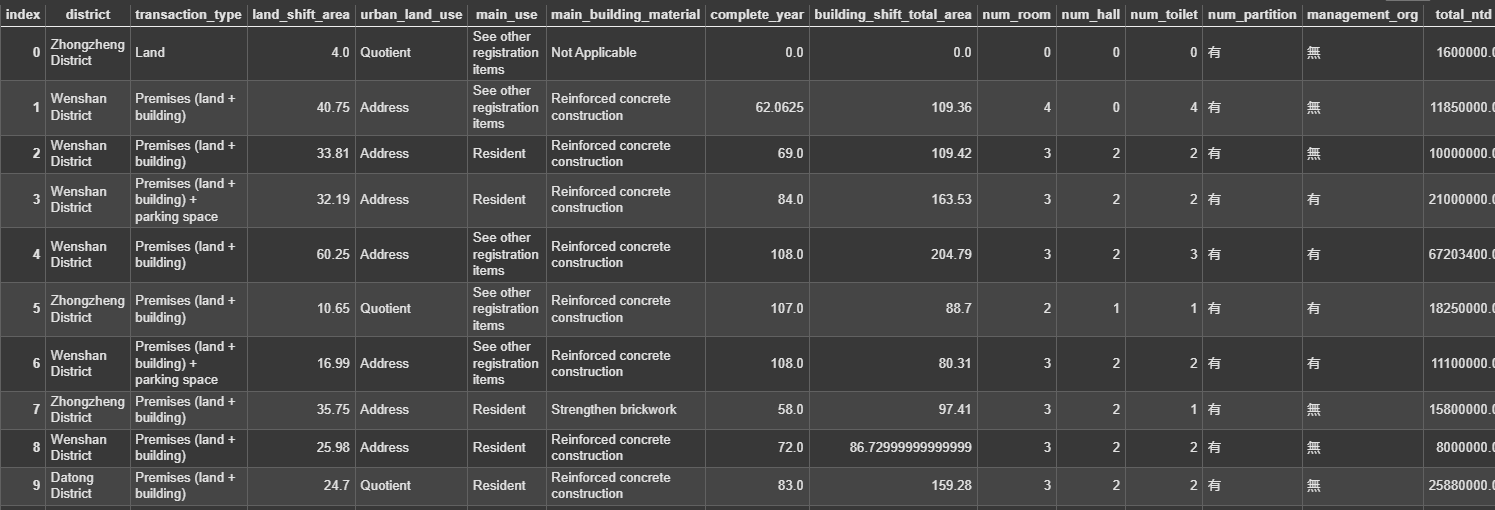 index district transaction_type land_shift_area urban_land_use main_use main_building_material complete_year building_shift_total_area num_room num_hall num_toilet num_partition management_org total_ntd
0 Zhongzheng District Land 4.0 Quotient See other registration items Not Applicable 0.0 0.0 0 0 0 有 無 1600000.0
1 Wenshan District Premises (land + building) 40.75 Address See other registration items Reinforced concrete construction 62.0625 109.36 4 0 4 有 無 11850000.0
2 Wenshan District Premises (land + building) 33.81 Address Resident Reinforced concrete construction 69.0 109.42 3 2 2 有 無 10000000.0
3 Wenshan District Premises (land + building) + parking space 32.19 Address Resident Reinforced concrete construction 84.0 163.53 3 2 2 有 有 21000000.0
4 Wenshan District Premises (land + building) 60.25 Address See other registration items Reinforced concrete construction 108.0 204.79 3 2 3 有 有 67203400.0
5 Zhongzheng District Premises (land + building) 10.65 Quotient See other registration items Reinforced concrete construction 107.0 88.7 2 1 1 有 有 18250000.0
6 Wenshan District Premises (land + building) + parking space 16.99 Address See other registration items Reinforced concrete construction 108.0 80.31 3 2 2 有 有 11100000.0
7 Zhongzheng District Premises (land + building) 35.75 Address Resident Strengthen brickwork 58.0 97.41 3 2 1 有 無 15800000.0
8 Wenshan District Premises (land + building) 25.98 Address Resident Reinforced concrete construction 72.0 86.72999999999999 3 2 2 有 無 8000000.0
9 Datong District Premises (land + building) 24.7 Quotient Resident Reinforced concrete construction 83.0 159.28 3 2 2 有 無 25880000.0